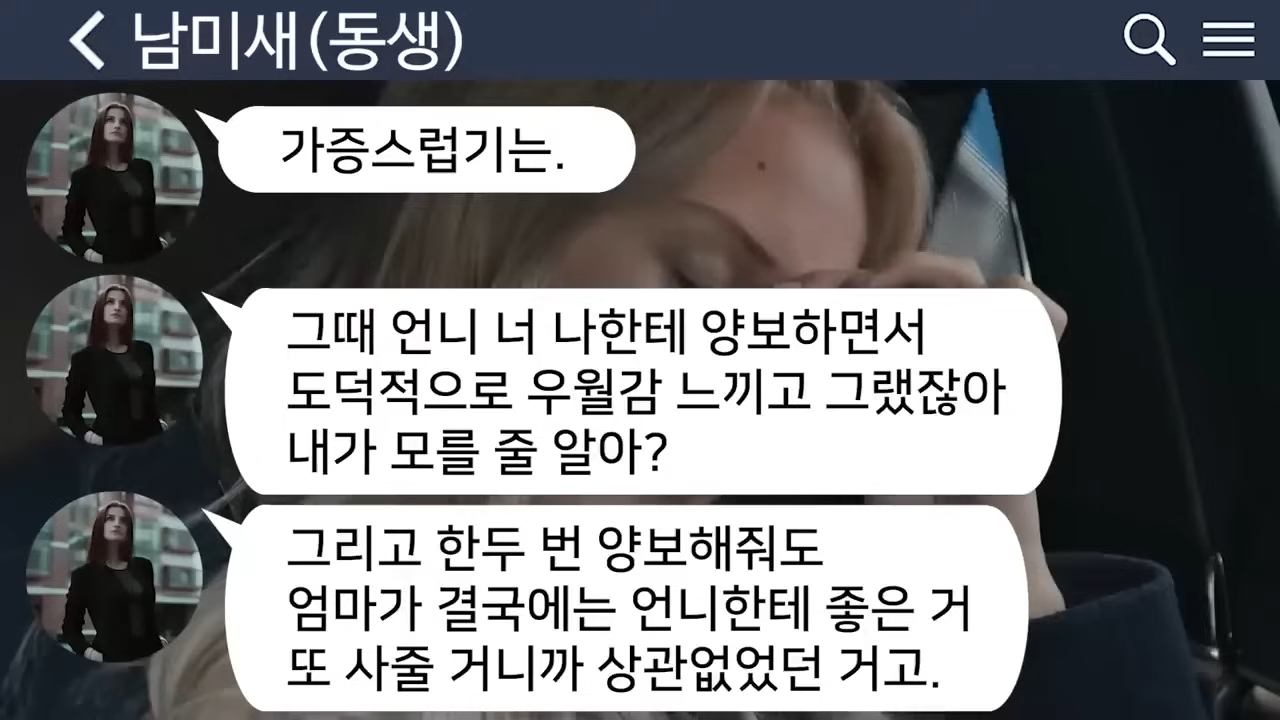 남미새(동생)
가증스럽기는.
그때 언니 너 나한테 양보하면서
도덕적으로 우월감 느끼고 그랬잖아
내가 모를 줄 알아?
그리고 한두 번 양보해줘도
엄마가 결국에는 언니한테 좋은 거
또 사줄 거니까 상관없었던 거고.